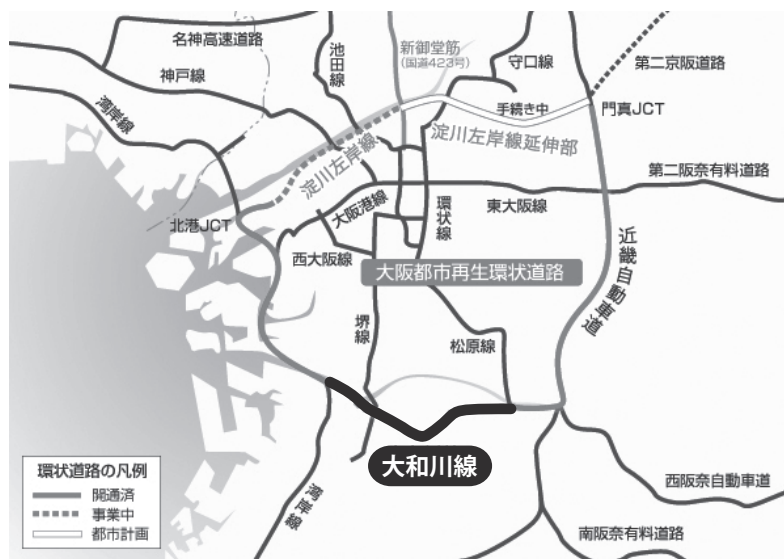 名神高速道路
池田線
新御堂筋
(国道423号)
守口線
第二京阪道路
神戸線
湾岸線
手続き中
門真JCT
淀川左岸線
淀川左岸線延伸部
第二阪奈有料道路
大阪港線
環状線
東大阪線
北港JCT
西大阪線
大阪都市再生環状道路
近畿自動車道
堺線
松原線
大和川線
湾岸線
西阪奈自動車道
南阪奈有料道路
環状道路の凡例
開通済
事業中
都市計画